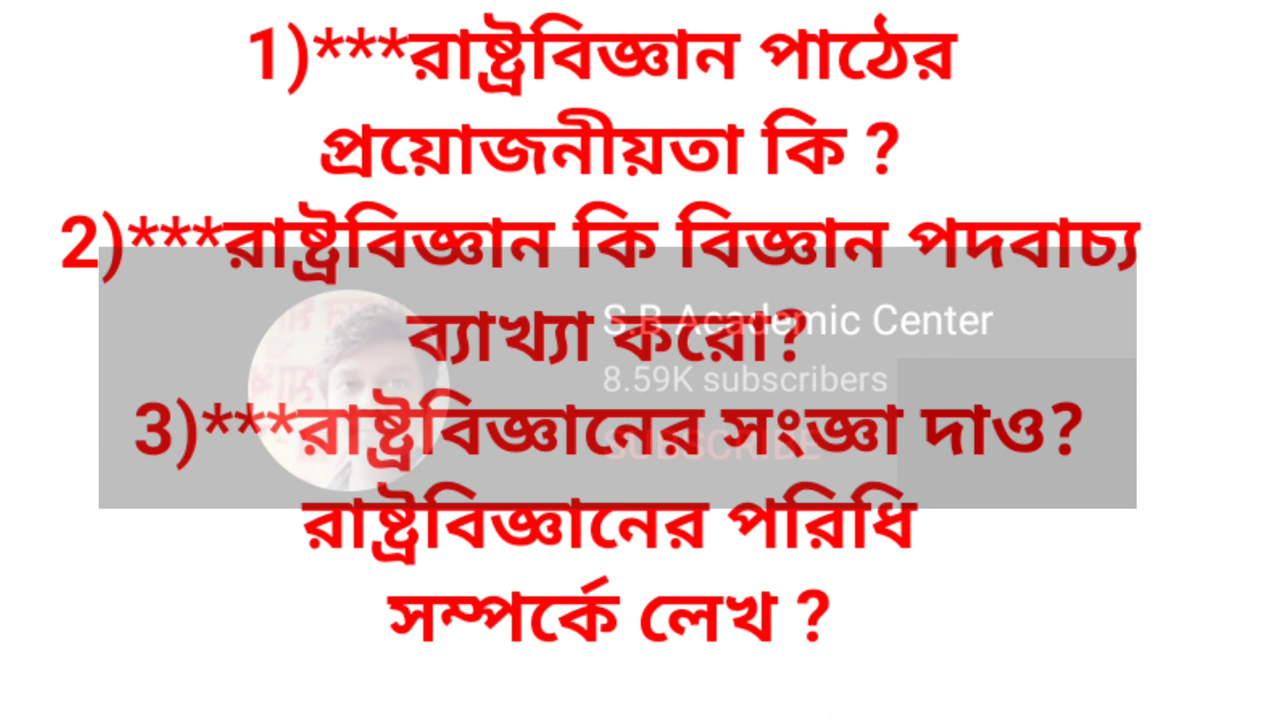 1)***রাষ্ট্রবিজ্ঞান পাঠের
প্রয়োজনীয়তা কি ?
2)***রাষ্ট্রবিজ্ঞান কি বিজ্ঞান পদবাচ্য
ব্যাখ্যা করো?
S.B Academic Center
8.59K subscribers
3)***রাষ্ট্রবিজ্ঞানের সংজ্ঞা দাও?
SUBSCRIBE
রাষ্ট্রবিজ্ঞানের পরিধি
সম্পর্কে লেখ ?